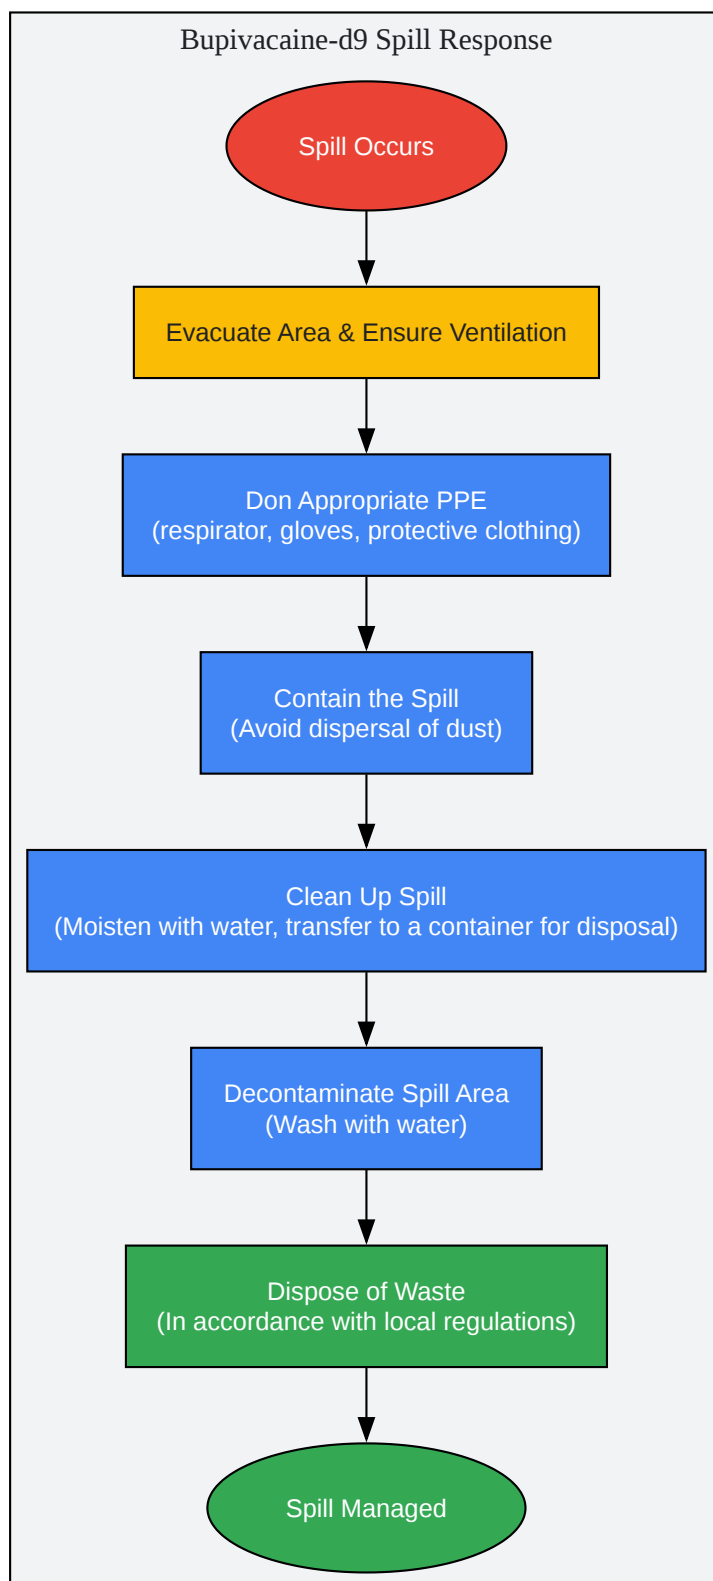 Bupivacaine-d9 Spill Response
Spill Occurs
Evacuate Area & Ensure Ventilation
Don Appropriate PPE
(respirator, gloves, protective clothing)
Contain the Spill
(Avoid dispersal of dust)
Clean Up Spill
(Moisten with water, transfer to a container for disposal)
Decontaminate Spill Area
(Wash with water)
Dispose of Waste
(In accordance with local regulations)
Spill Managed